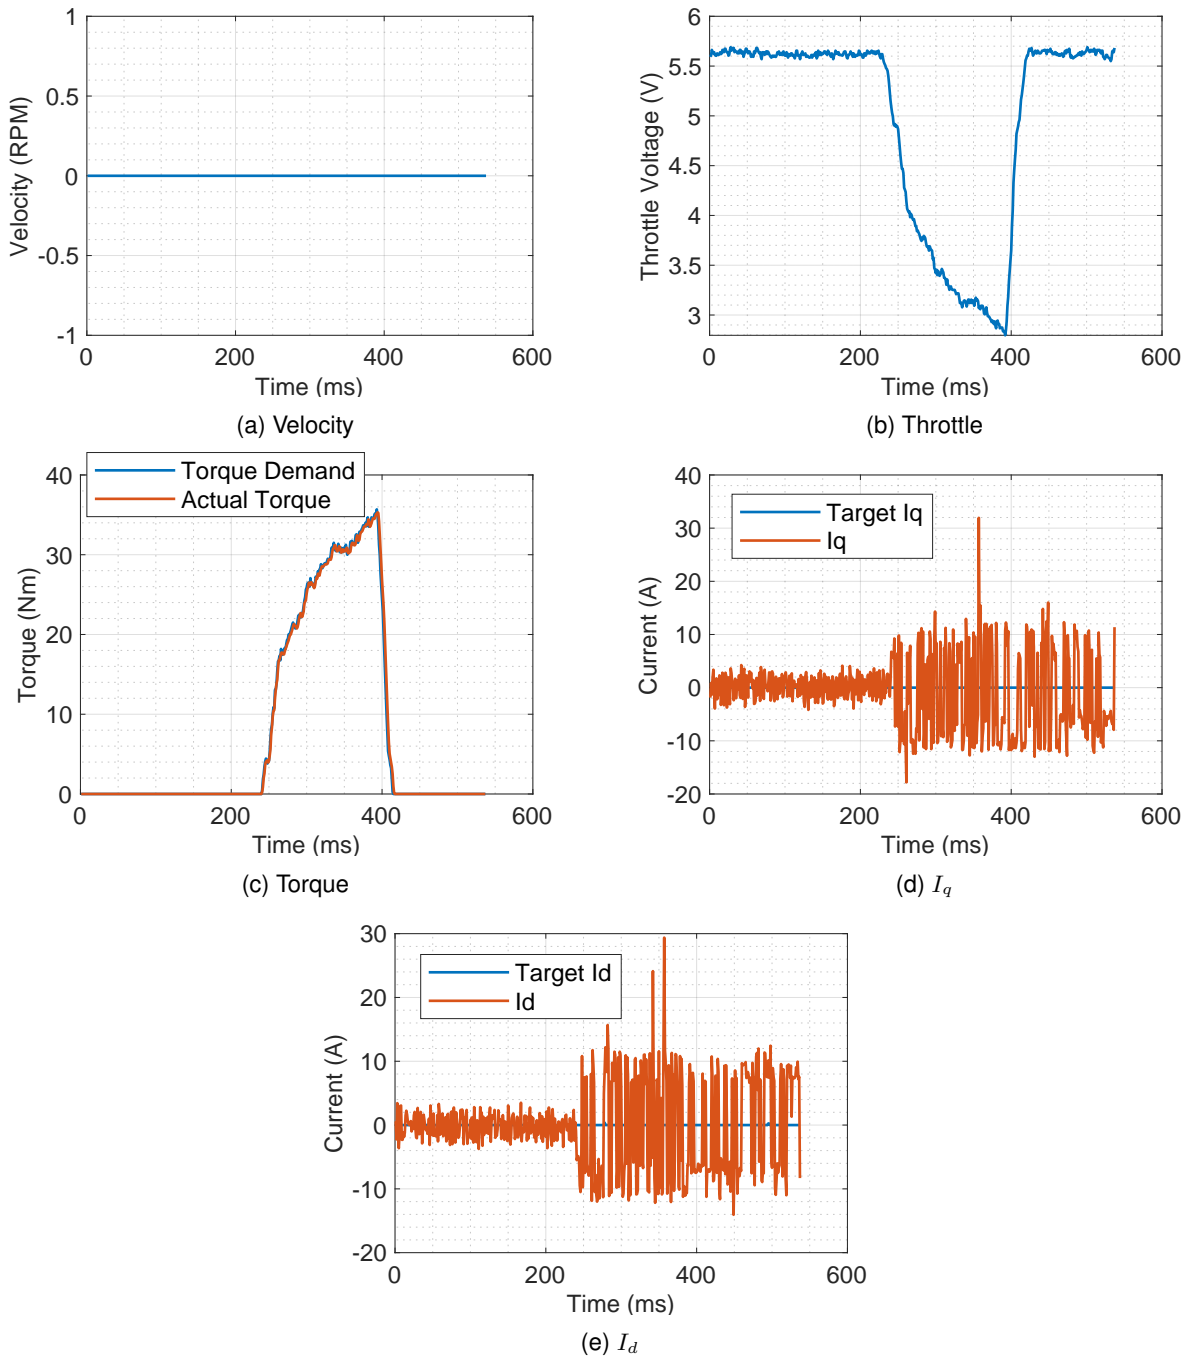 1
0.5
0
-0.5
-1
Velocity (RPM)
0 200 400 600
Time (ms)
(a) Velocity
6
5.5
5
4.5
4
3.5
3
Throttle Voltage (V)
0 200 400 600
Time (ms)
(b) Throttle
Torque Demand
Actual Torque
40
30
20
10
0
Torque (Nm)
0 200 400 600
Time (ms)
(c) Torque
Target Iq
Iq
40
30
20
10
0
-10
-20
Current (A)
0 200 400 600
Time (ms)
(d) I_q
Target Id
Id
30
20
10
0
-10
-20
Current (A)
0 200 400 600
Time (ms)
(e) I_d